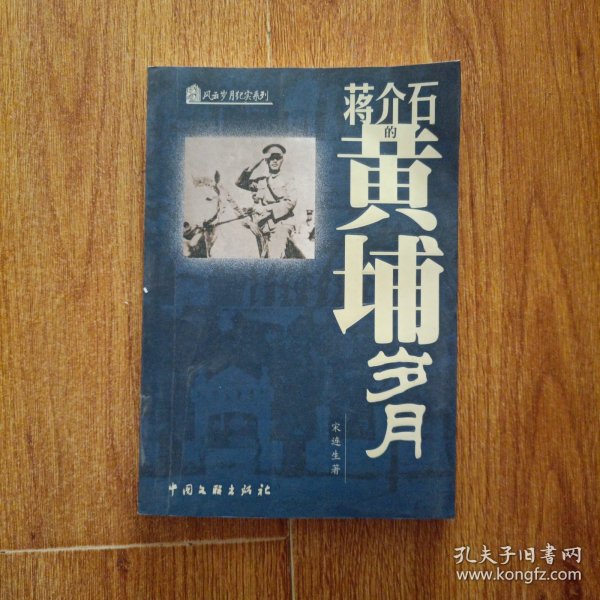 风云岁月纪实系列
蒋介石
的
黄埔
岁月
宋连生著
中国文联出版社
孔夫子旧书网
www.kongfz.com